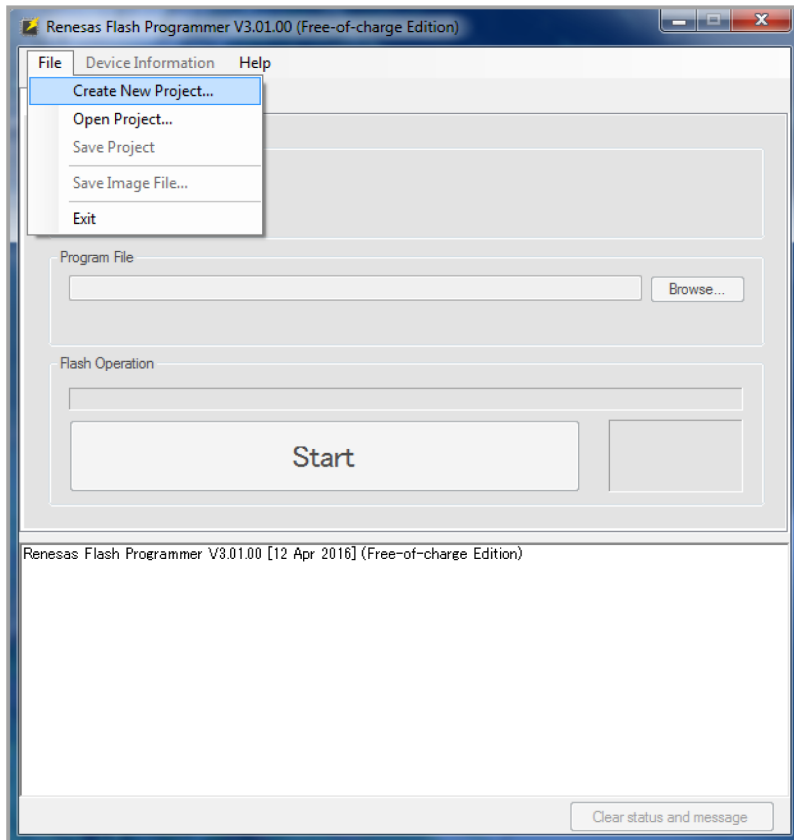 Renesas Flash Programmer V3.01.00 (Free-of-charge Edition)
File Device Information Help
Create New Project...
Open Project...
Save Project
Save Image File...
Exit
Program File
Browse...
Flash Operation
Start
Renesas Flash Programmer V3.01.00 [12 Apr 2016] (Free-of-charge Edition)
Clear status and message